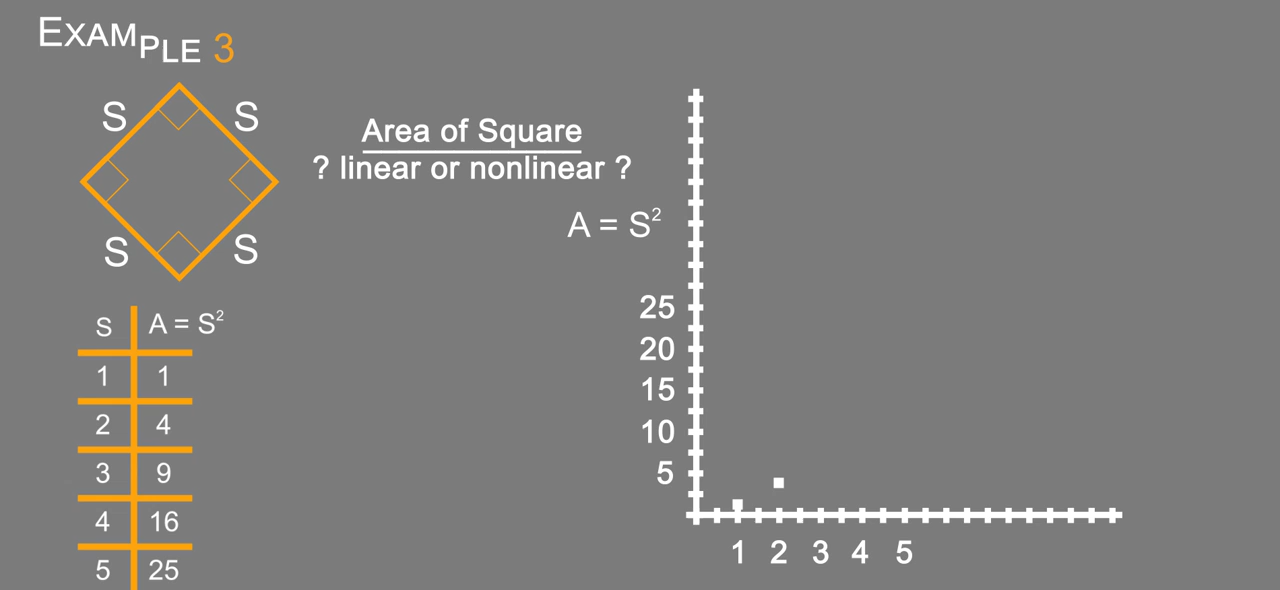 EXAMPLE 3
S S
S S
Area of Square
? linear or nonlinear ?
A = S²
S A = S²
1 1
2 4
3 9
4 16
5 25
25
20
15
10
5
1 2 3 4 5